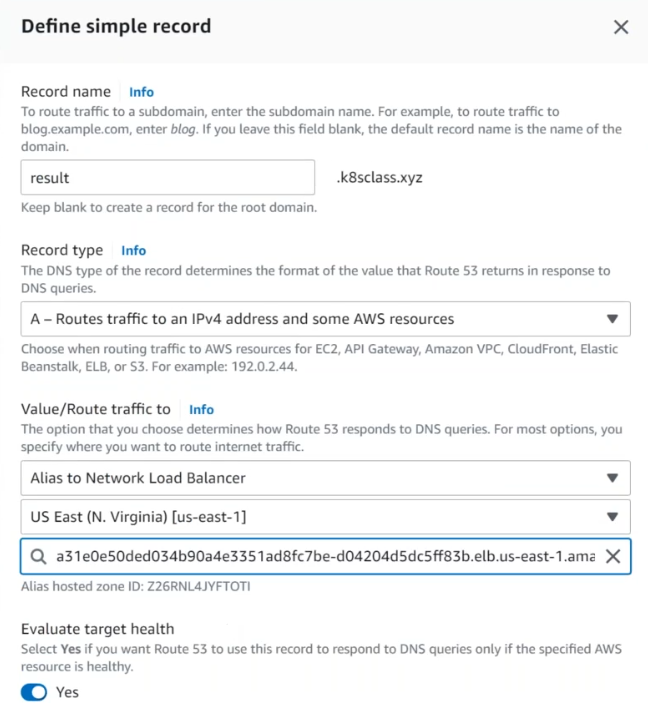 Define simple record
Record name Info
To route traffic to a subdomain, enter the subdomain name. For example, to route traffic to
blog.example.com, enter blog. If you leave this field blank, the default record name is the name of the
domain.
result .k8sclass.xyz
Keep blank to create a record for the root domain.
Record type Info
The DNS type of the record determines the format of the value that Route 53 returns in response to
DNS queries.
A – Routes traffic to an IPv4 address and some AWS resources
Choose when routing traffic to AWS resources for EC2, API Gateway, Amazon VPC, CloudFront, Elastic
Beanstalk, ELB, or S3. For example: 192.0.2.44.
Value/Route traffic to Info
The option that you choose determines how Route 53 responds to DNS queries. For most options, you
specify where you want to route internet traffic.
Alias to Network Load Balancer
US East (N. Virginia) [us-east-1]
a31e0e50ded034b90a4e3351ad8fc7be-d04204d5dc5ff83b.elb.us-east-1.ama
Alias hosted zone ID: Z26RNL4JYFTOTI
Evaluate target health
Select Yes if you want Route 53 to use this record to respond to DNS queries only if the specified AWS
resource is healthy.
Yes